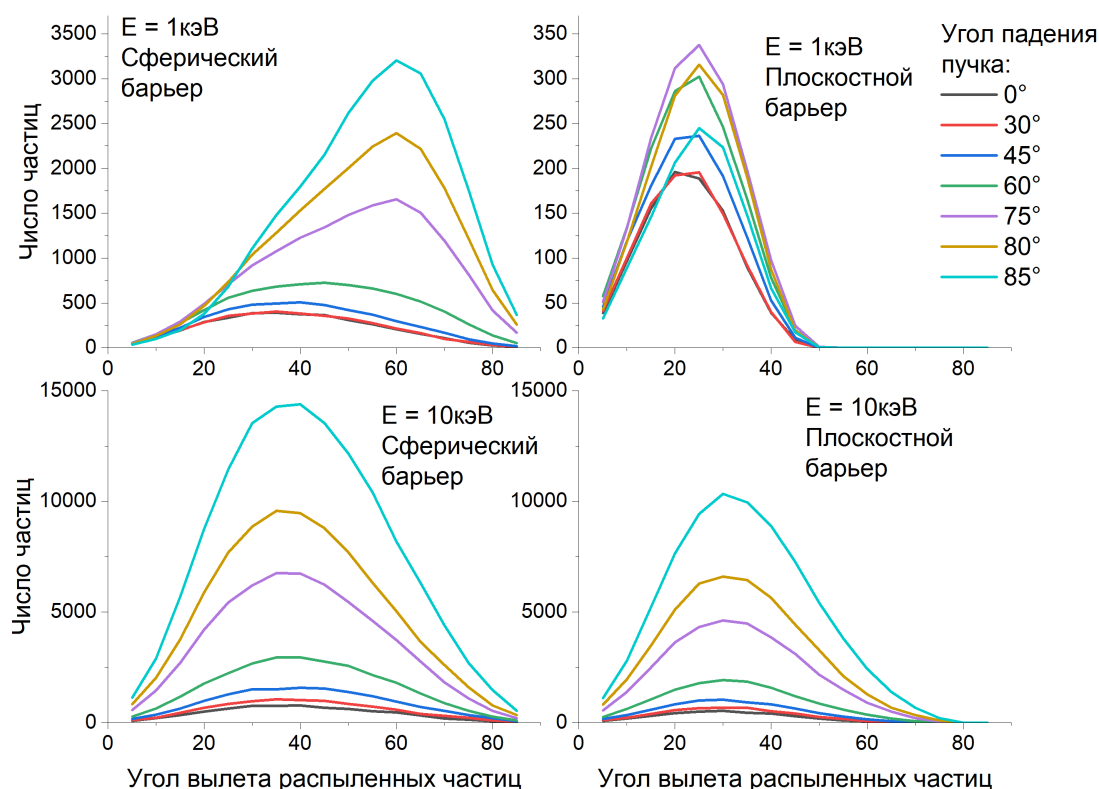 E = 1кэВ
Сферический
барьер
Число частиц
3500
3000
2500
2000
1500
1000
500
0
0
20
40
60
80
E = 1кэВ
Плоскостной
барьер
350
300
250
200
150
100
50
0
0
20
40
60
80
Угол падения
пучка:
0°
30°
45°
60°
75°
80°
85°
E = 10кэВ
Сферический
барьер
Число частиц
15000
10000
5000
0
0
20
40
60
80
Угол вылета распыленных частиц
E = 10кэВ
Плоскостной
барьер
15000
10000
5000
0
0
20
40
60
80
Угол вылета распыленных частиц